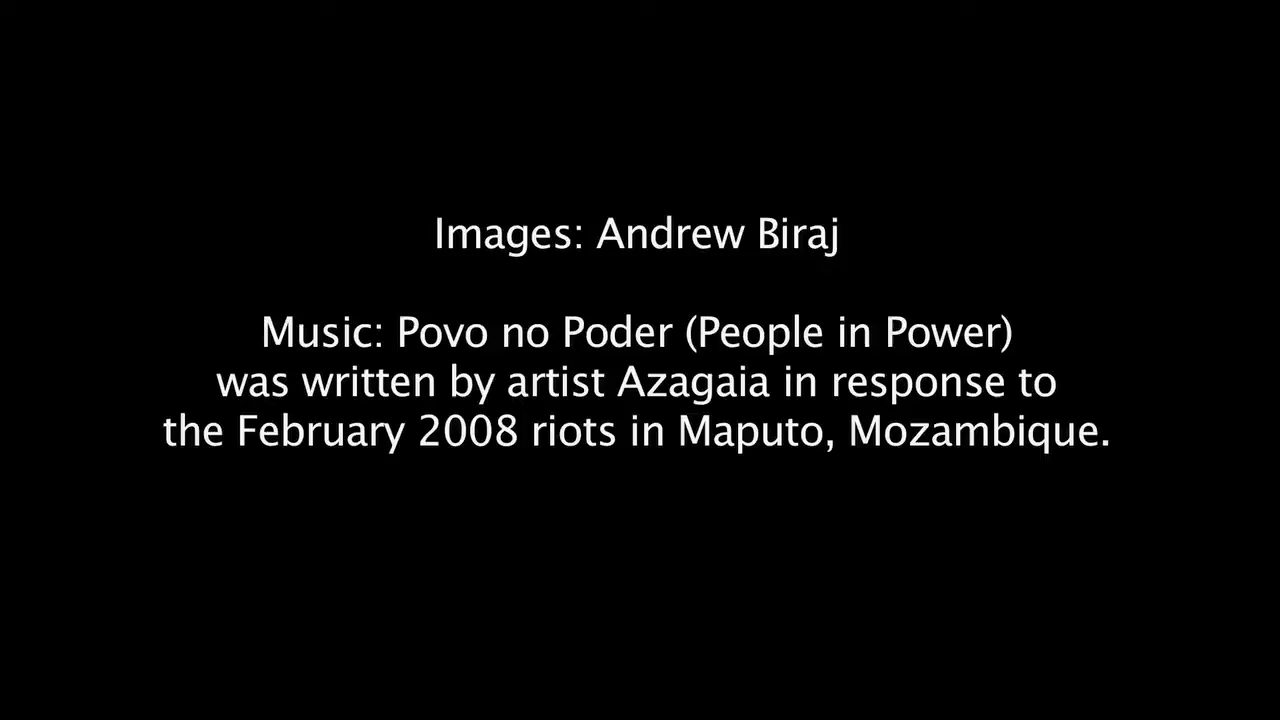 Images: Andrew Biraj
Music: Povo no Poder (People in Power)
was written by artist Azagaia in response to
the February 2008 riots in Maputo, Mozambique.